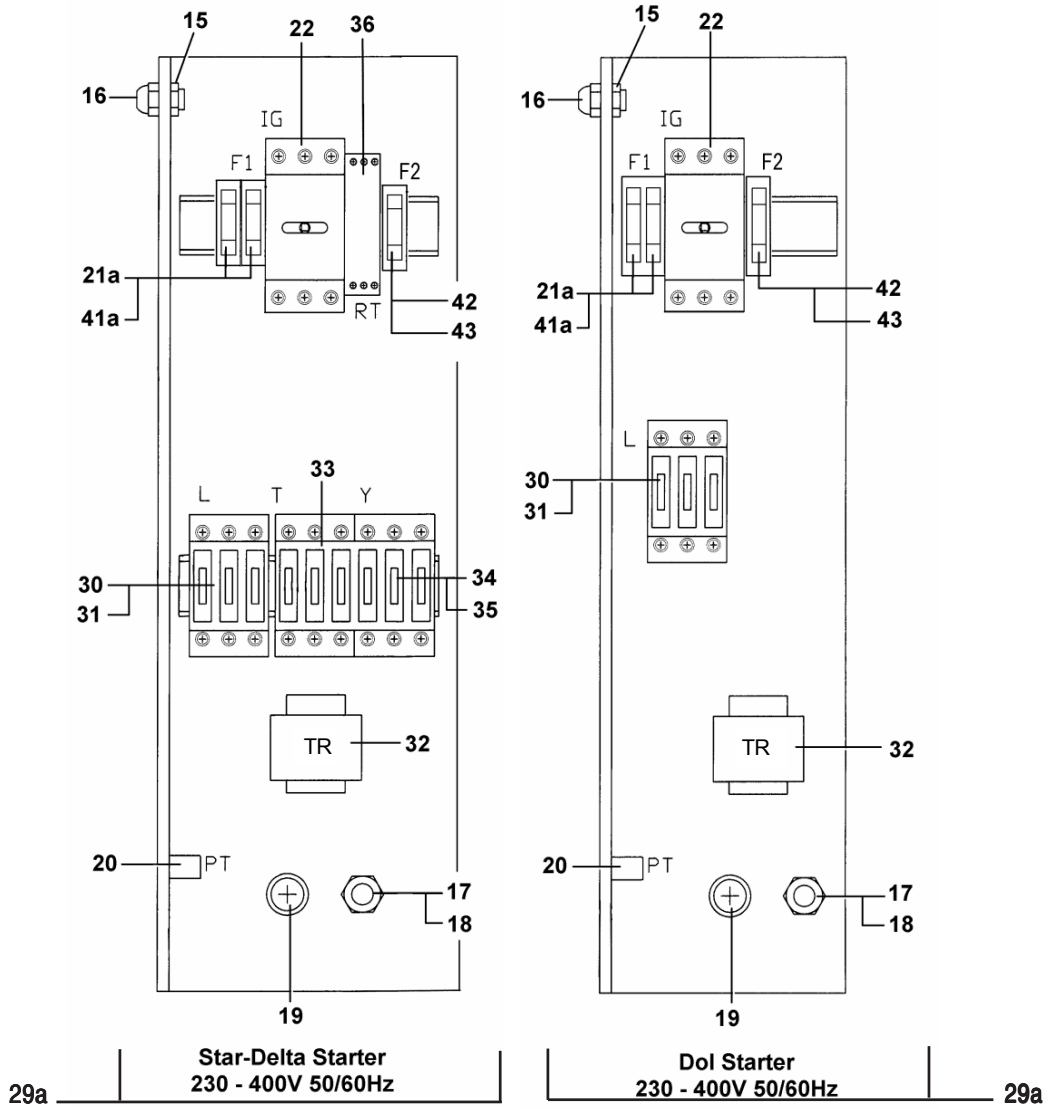 15
22
36
16
IG
F1
F2
21a
41a
42
43
RT
33
L
T
Y
30
31
34
35
TR
32
20
PT
17
18
19
Star-Delta Starter
230 - 400V 50/60Hz
29a
15
22
16
IG
F1
F2
21a
41a
42
43
L
30
31
TR
32
20
PT
17
18
19
Dol Starter
230 - 400V 50/60Hz
29a